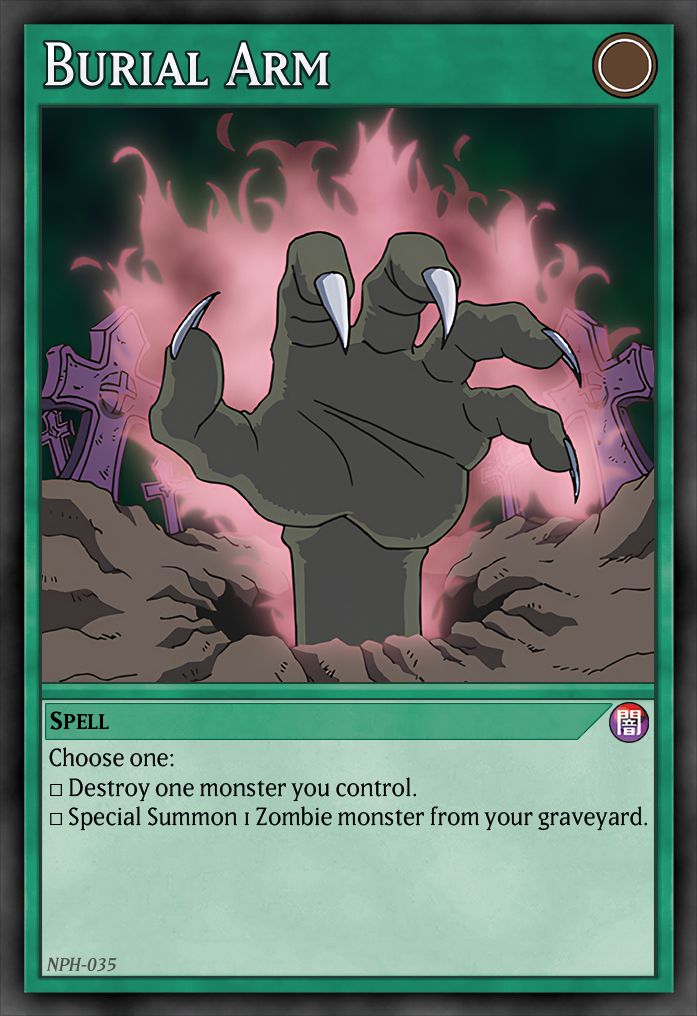 Burial Arm
Spell
闇
Choose one:
□ Destroy one monster you control.
□ Special Summon 1 Zombie monster from your graveyard.
NPH-035